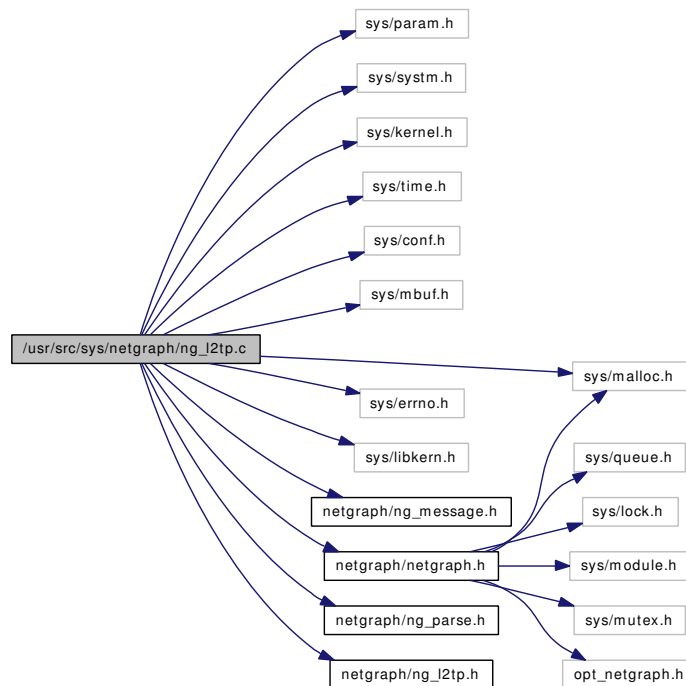 sys/param.h
sys/systm.h
sys/kernel.h
sys/time.h
sys/conf.h
sys/mbuf.h
/usr/src/sys/netgraph/ng_l2tp.c
sys/malloc.h
sys/errno.h
sys/libkern.h
sys/queue.h
netgraph/ng_message.h
sys/lock.h
netgraph/netgraph.h
sys/module.h
netgraph/ng_parse.h
sys/mutex.h
netgraph/ng_l2tp.h
opt_netgraph.h